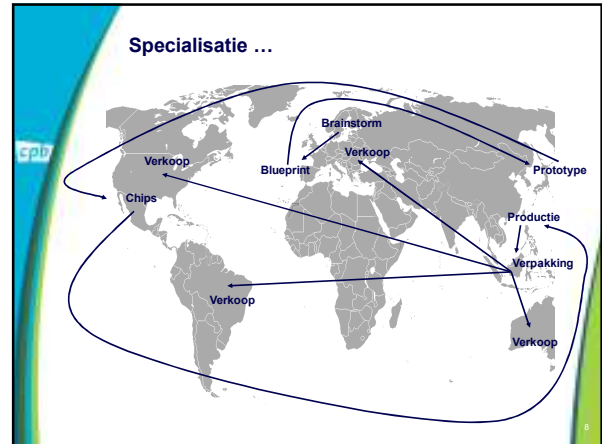 Specialisatie …
cpb
Brainstorm
Verkoop
Verkoop
Blueprint
Prototype
Chips
Productie
Verpakking
Verkoop
Verkoop
8